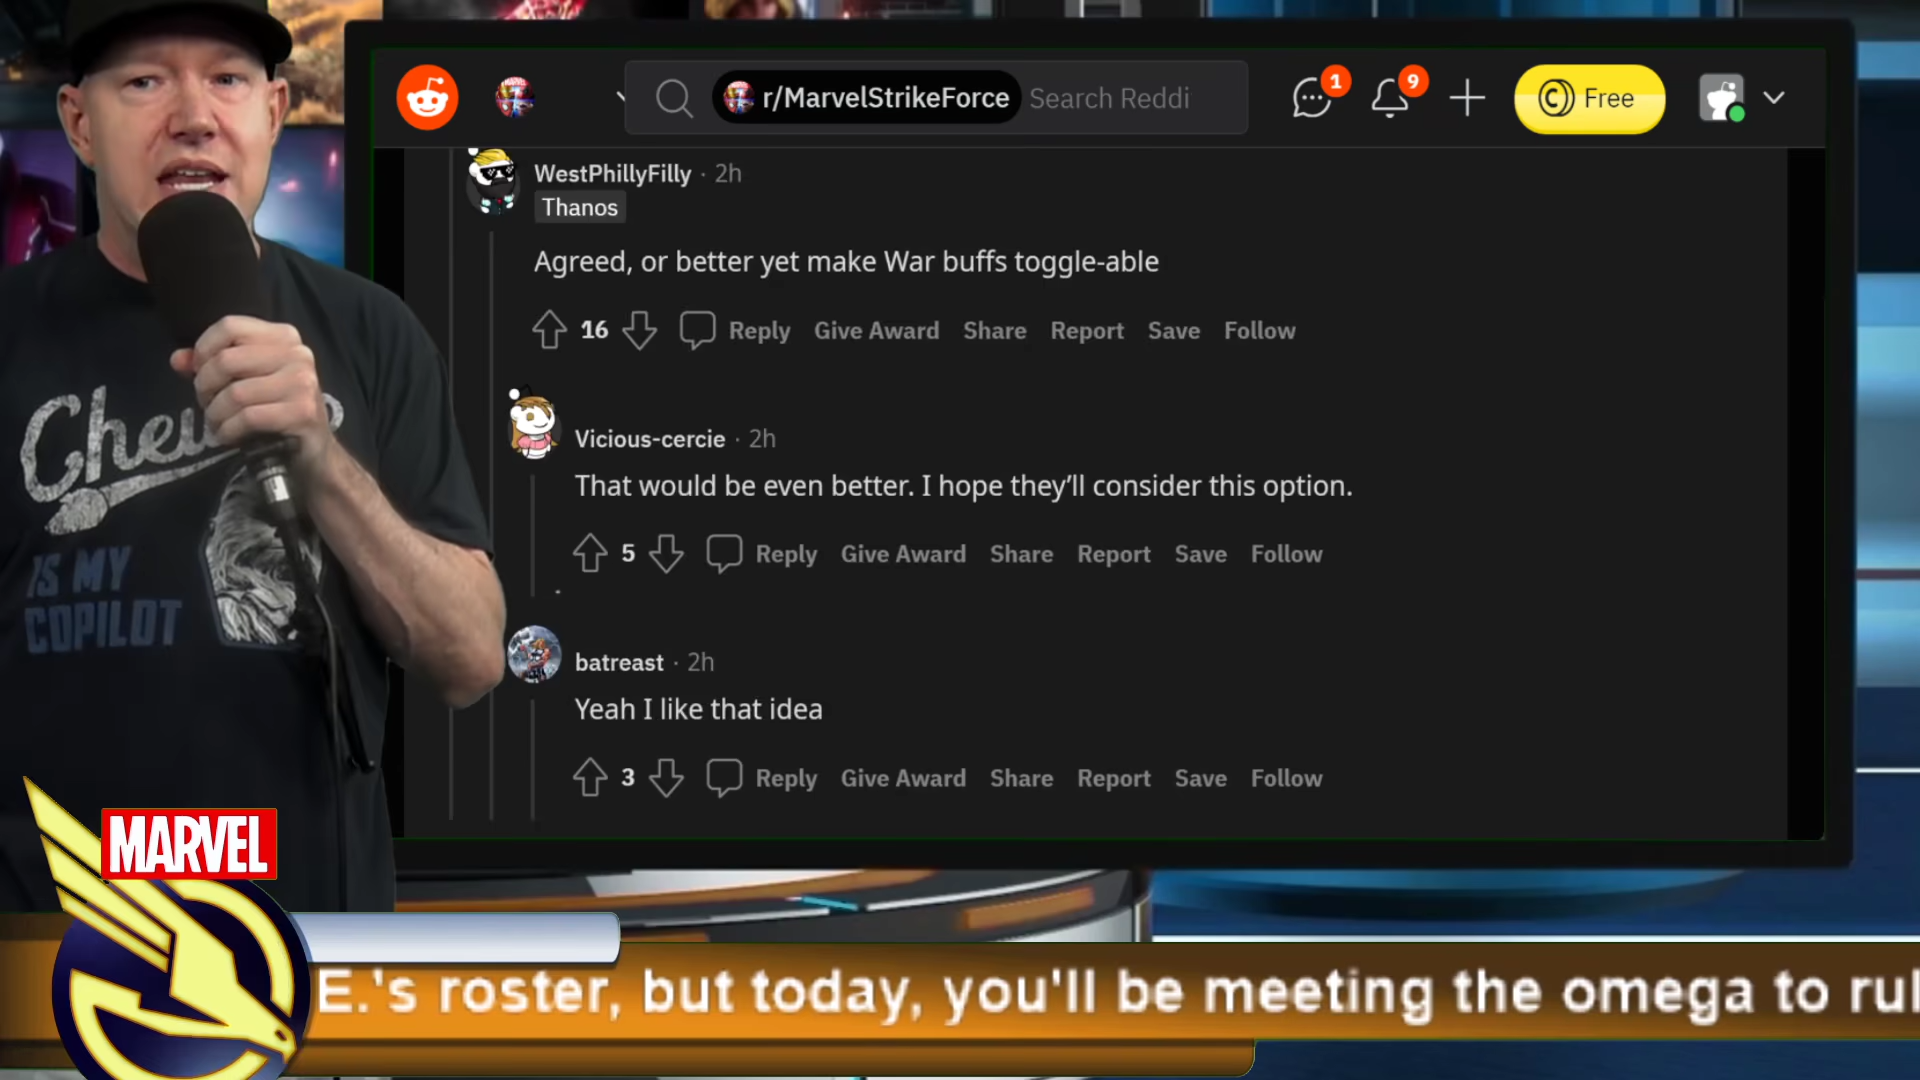 r/MarvelStrikeForce Search Reddi
1
9
Free
WestPhillyFilly · 2h
Thanos
Agreed, or better yet make War buffs toggle-able
16 Reply Give Award Share Report Save Follow
Vicious-cercie · 2h
That would be even better. I hope they'll consider this option.
5 Reply Give Award Share Report Save Follow
batreast · 2h
Yeah I like that idea
3 Reply Give Award Share Report Save Follow
Chew
IS MY
COPILOT
MARVEL
E.'s roster, but today, you'll be meeting the omega to rul